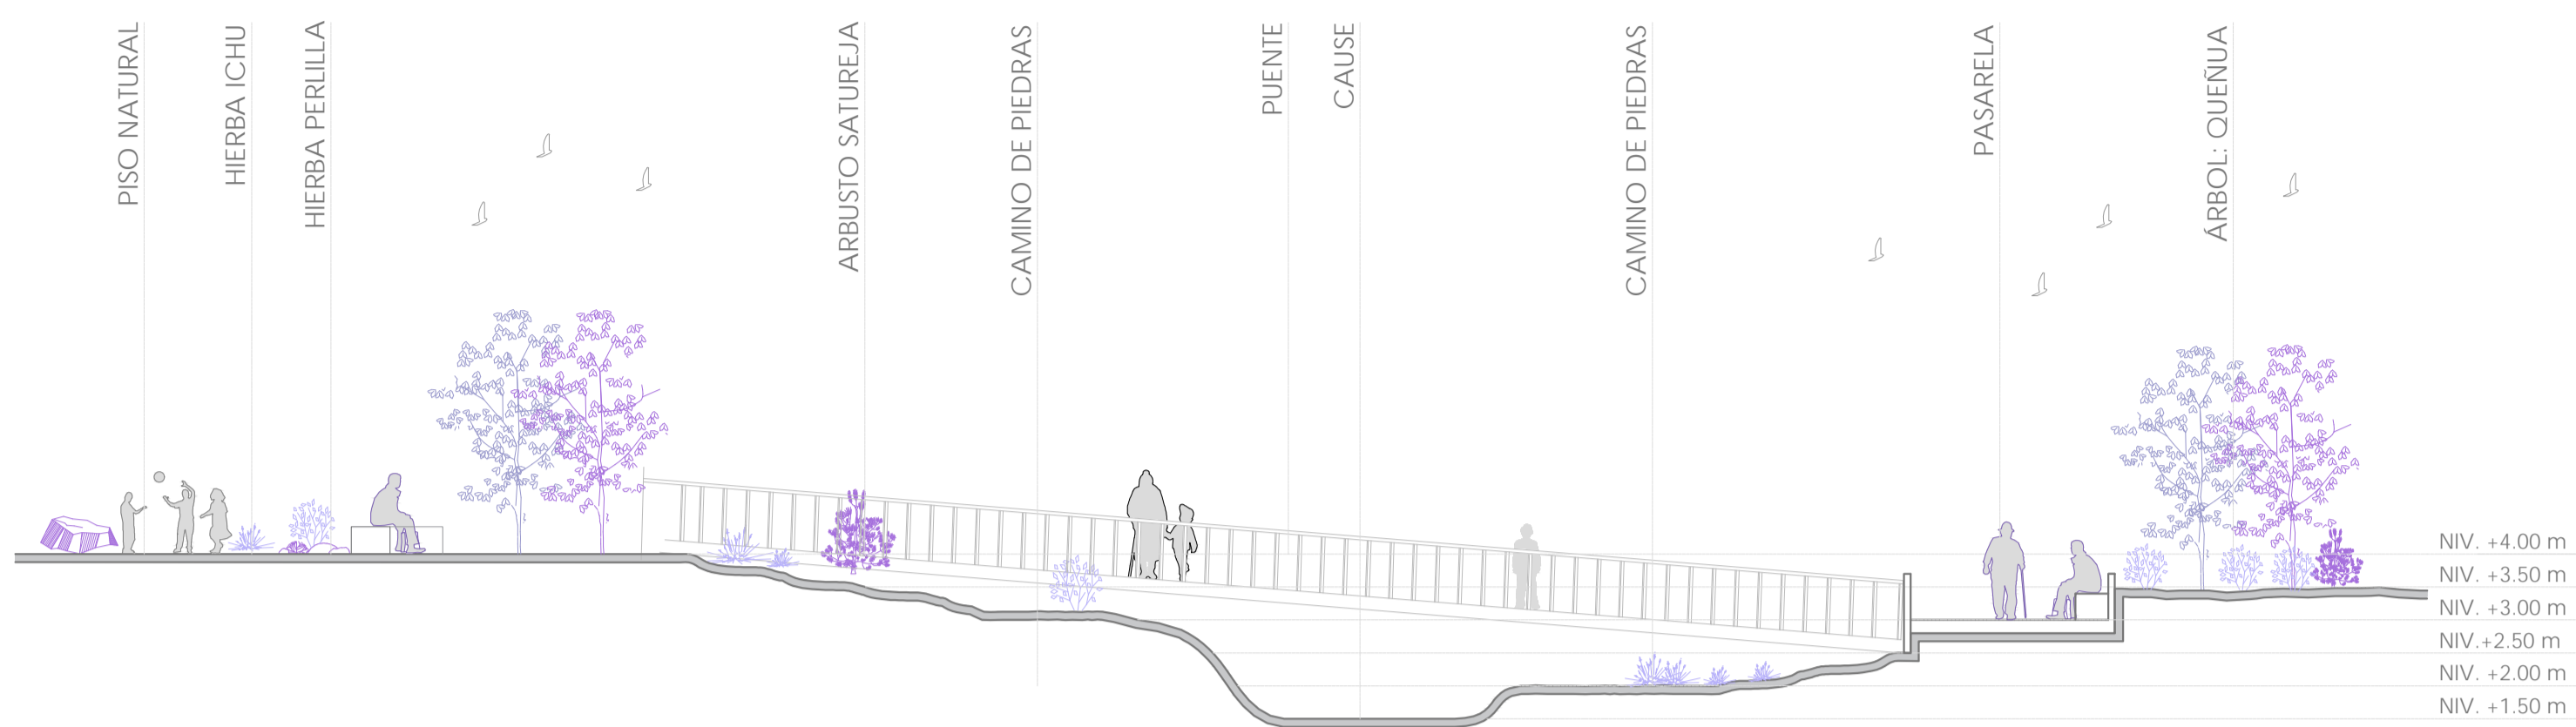 PISO NATURAL
HIERBA ICHU
HIERBA PERLILLA
ARBUSTO SATUREJA
CAMINO DE PIEDRAS
PUENTE
CAUSE
CAMINO DE PIEDRAS
PASARELA
ÁRBOL: QUEÑUA
NIV. +4.00 m
NIV. +3.50 m
NIV. +3.00 m
NIV.+2.50 m
NIV. +2.00 m
NIV. +1.50 m